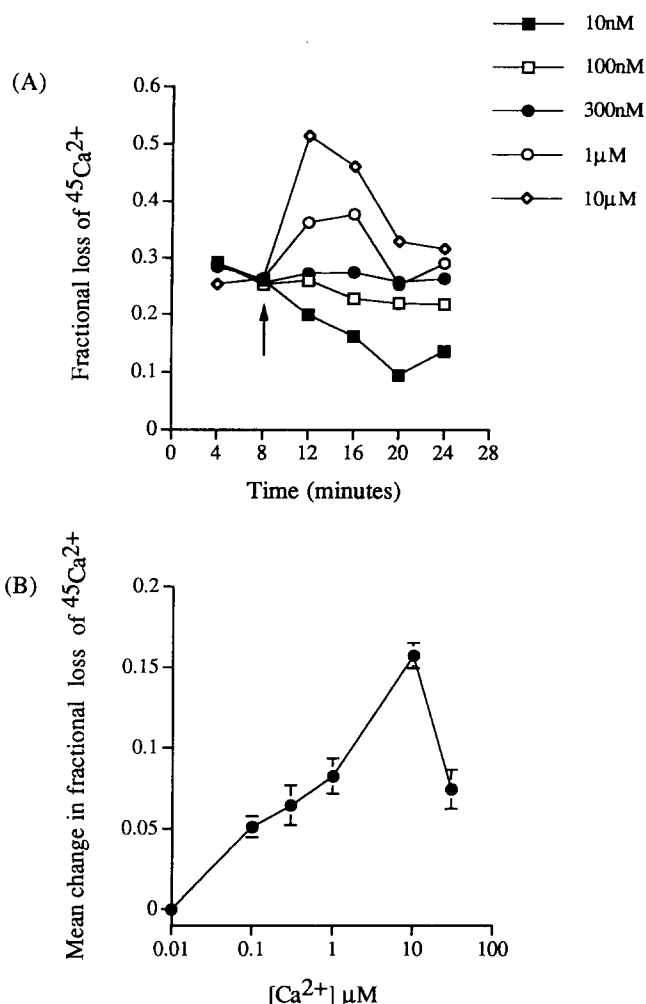 10nM
100nM
300nM
1µM
10µM
(A)
Fractional loss of ⁴⁵Ca²⁺
0.6
0.5
0.4
0.3
0.2
0.1
0
0 4 8 12 16 20 24 28
Time (minutes)
(B)
Mean change in fractional loss of ⁴⁵Ca²⁺
0.2
0.15
0.1
0.05
0
0.01 0.1 1 10 100
[Ca²⁺] µM